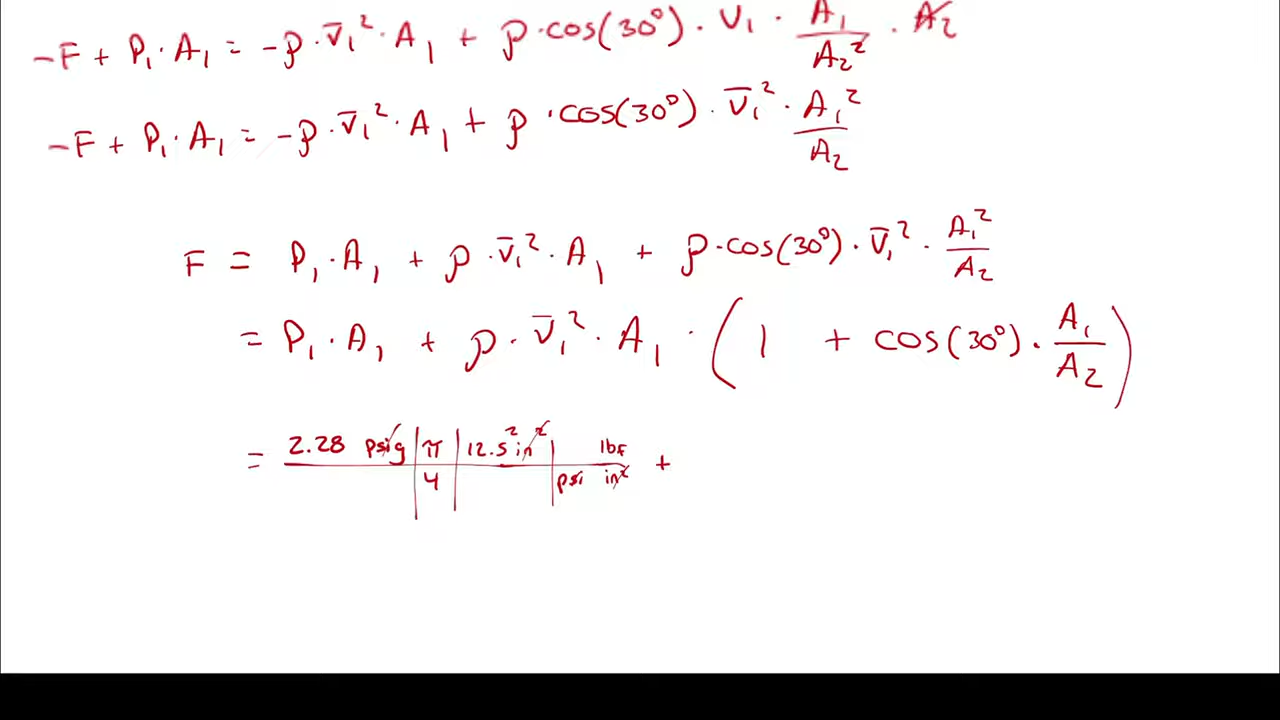 -F + P₁ · A₁ = -ρ · V̄₁² · A₁ + ρ · cos(30°) · V₁ · A₁/A₂² · A₂
-F + P₁ · A₁ = -ρ · V̄₁² · A₁ + ρ · cos(30°) · V̄₁² · A₁²/A₂
F = P₁ · A₁ + ρ · V̄₁² · A₁ + ρ · cos(30°) · V̄₁² · A₁²/A₂
= P₁ · A₁ + ρ · V̄₁² · A₁ · (1 + cos(30°) · A₁/A₂)
= 2.28 psig | π | 12.5² in² | lbf +
4 | psi in²